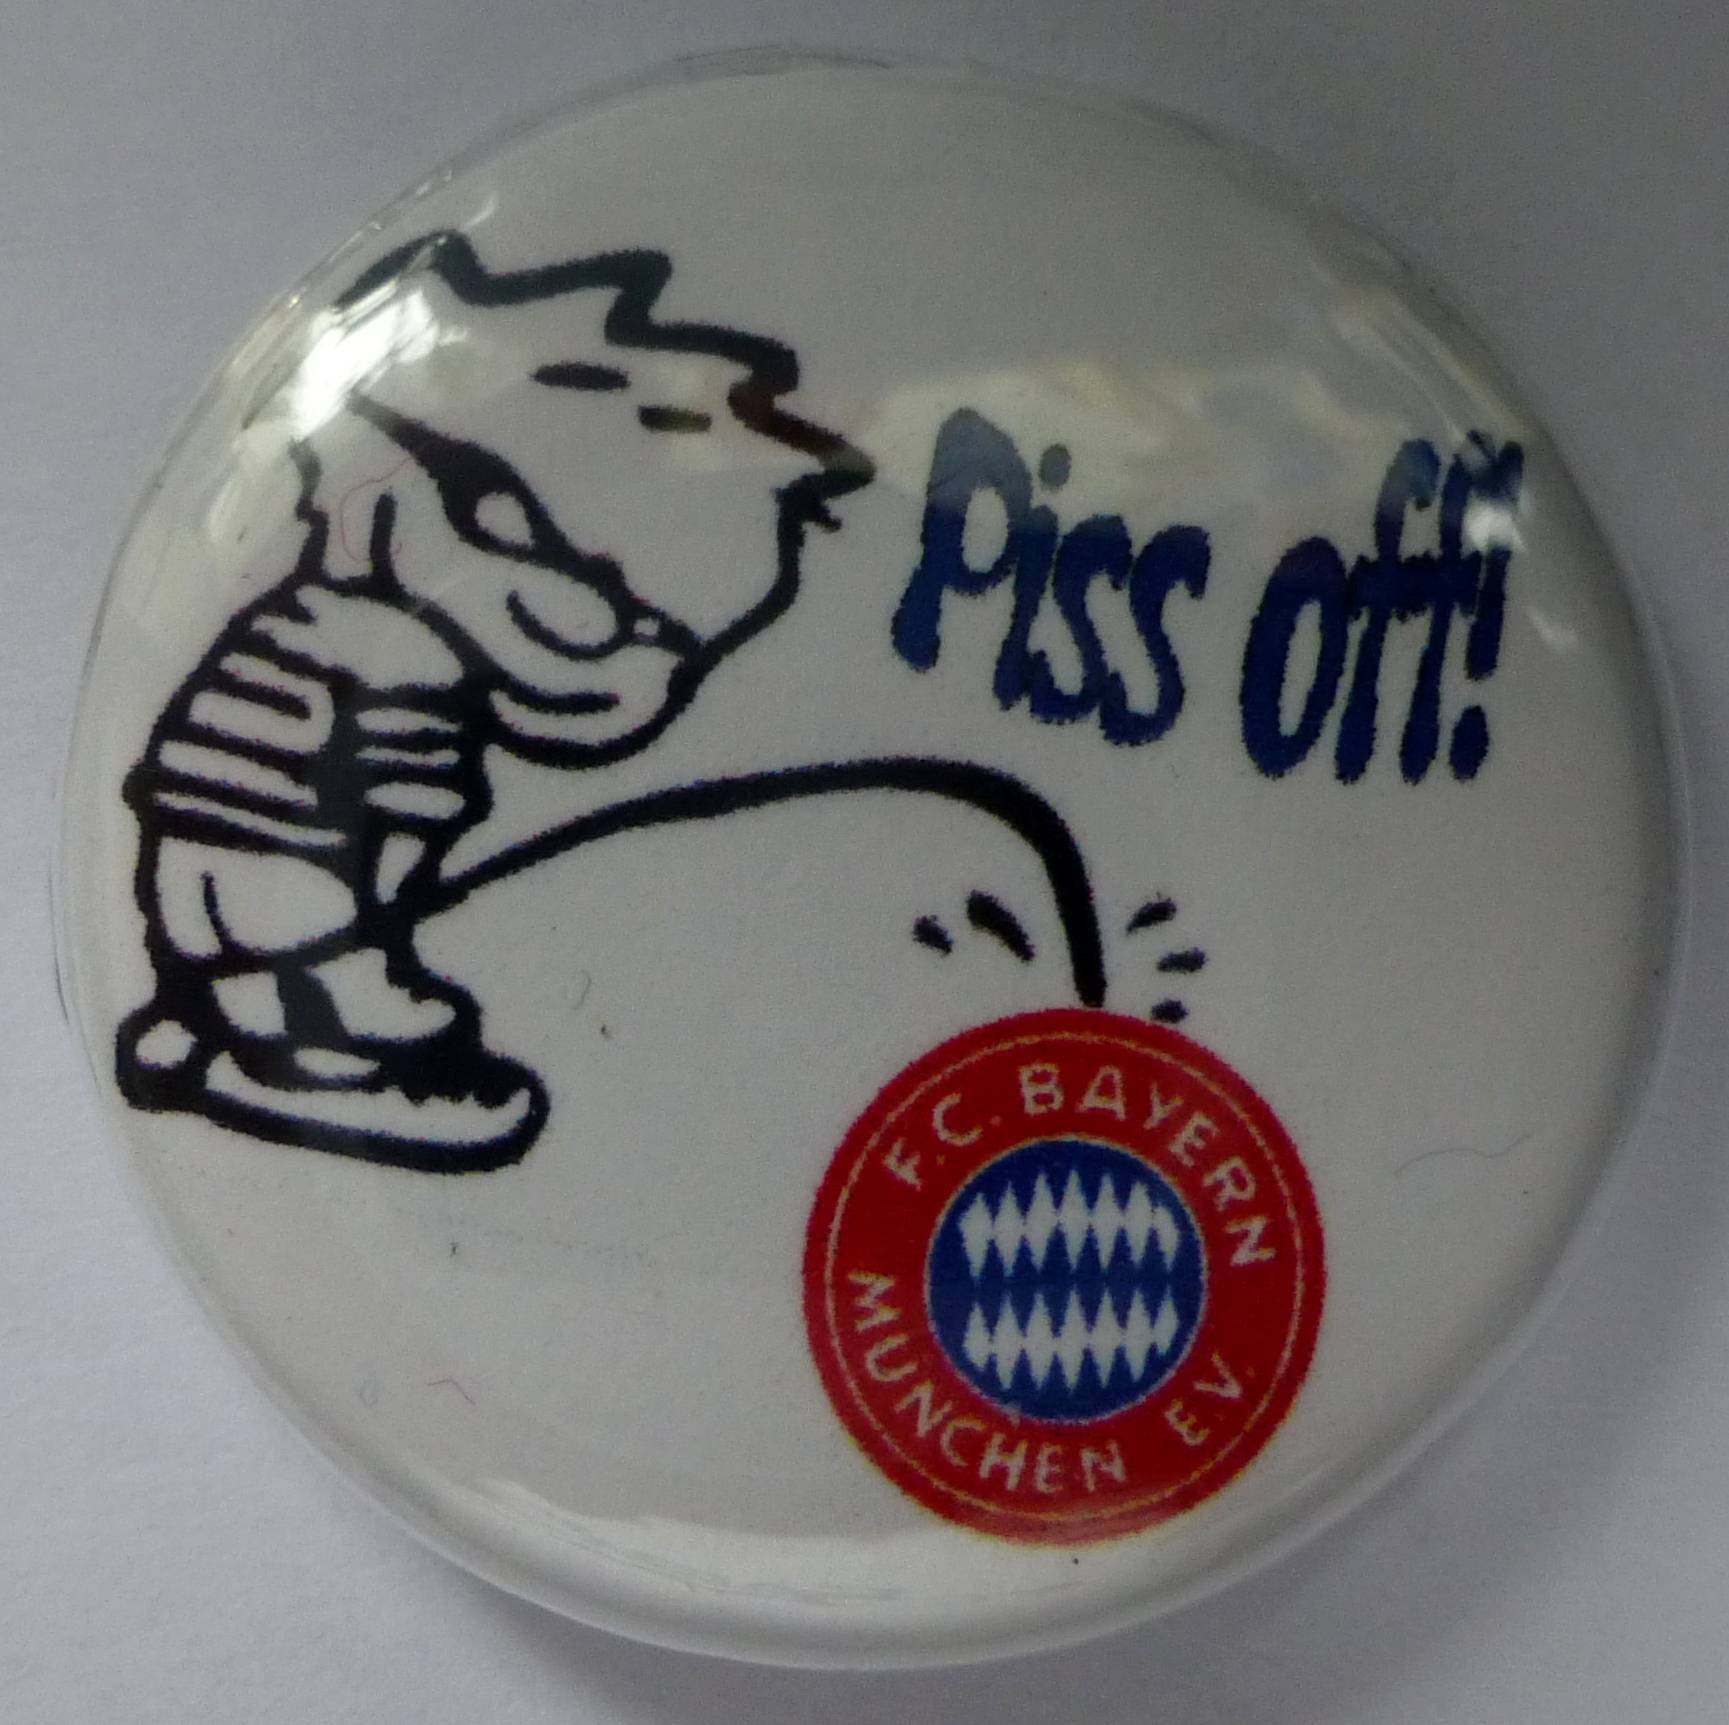 Piss off!
F.C. BAYERN
MUNCHEN E.V.